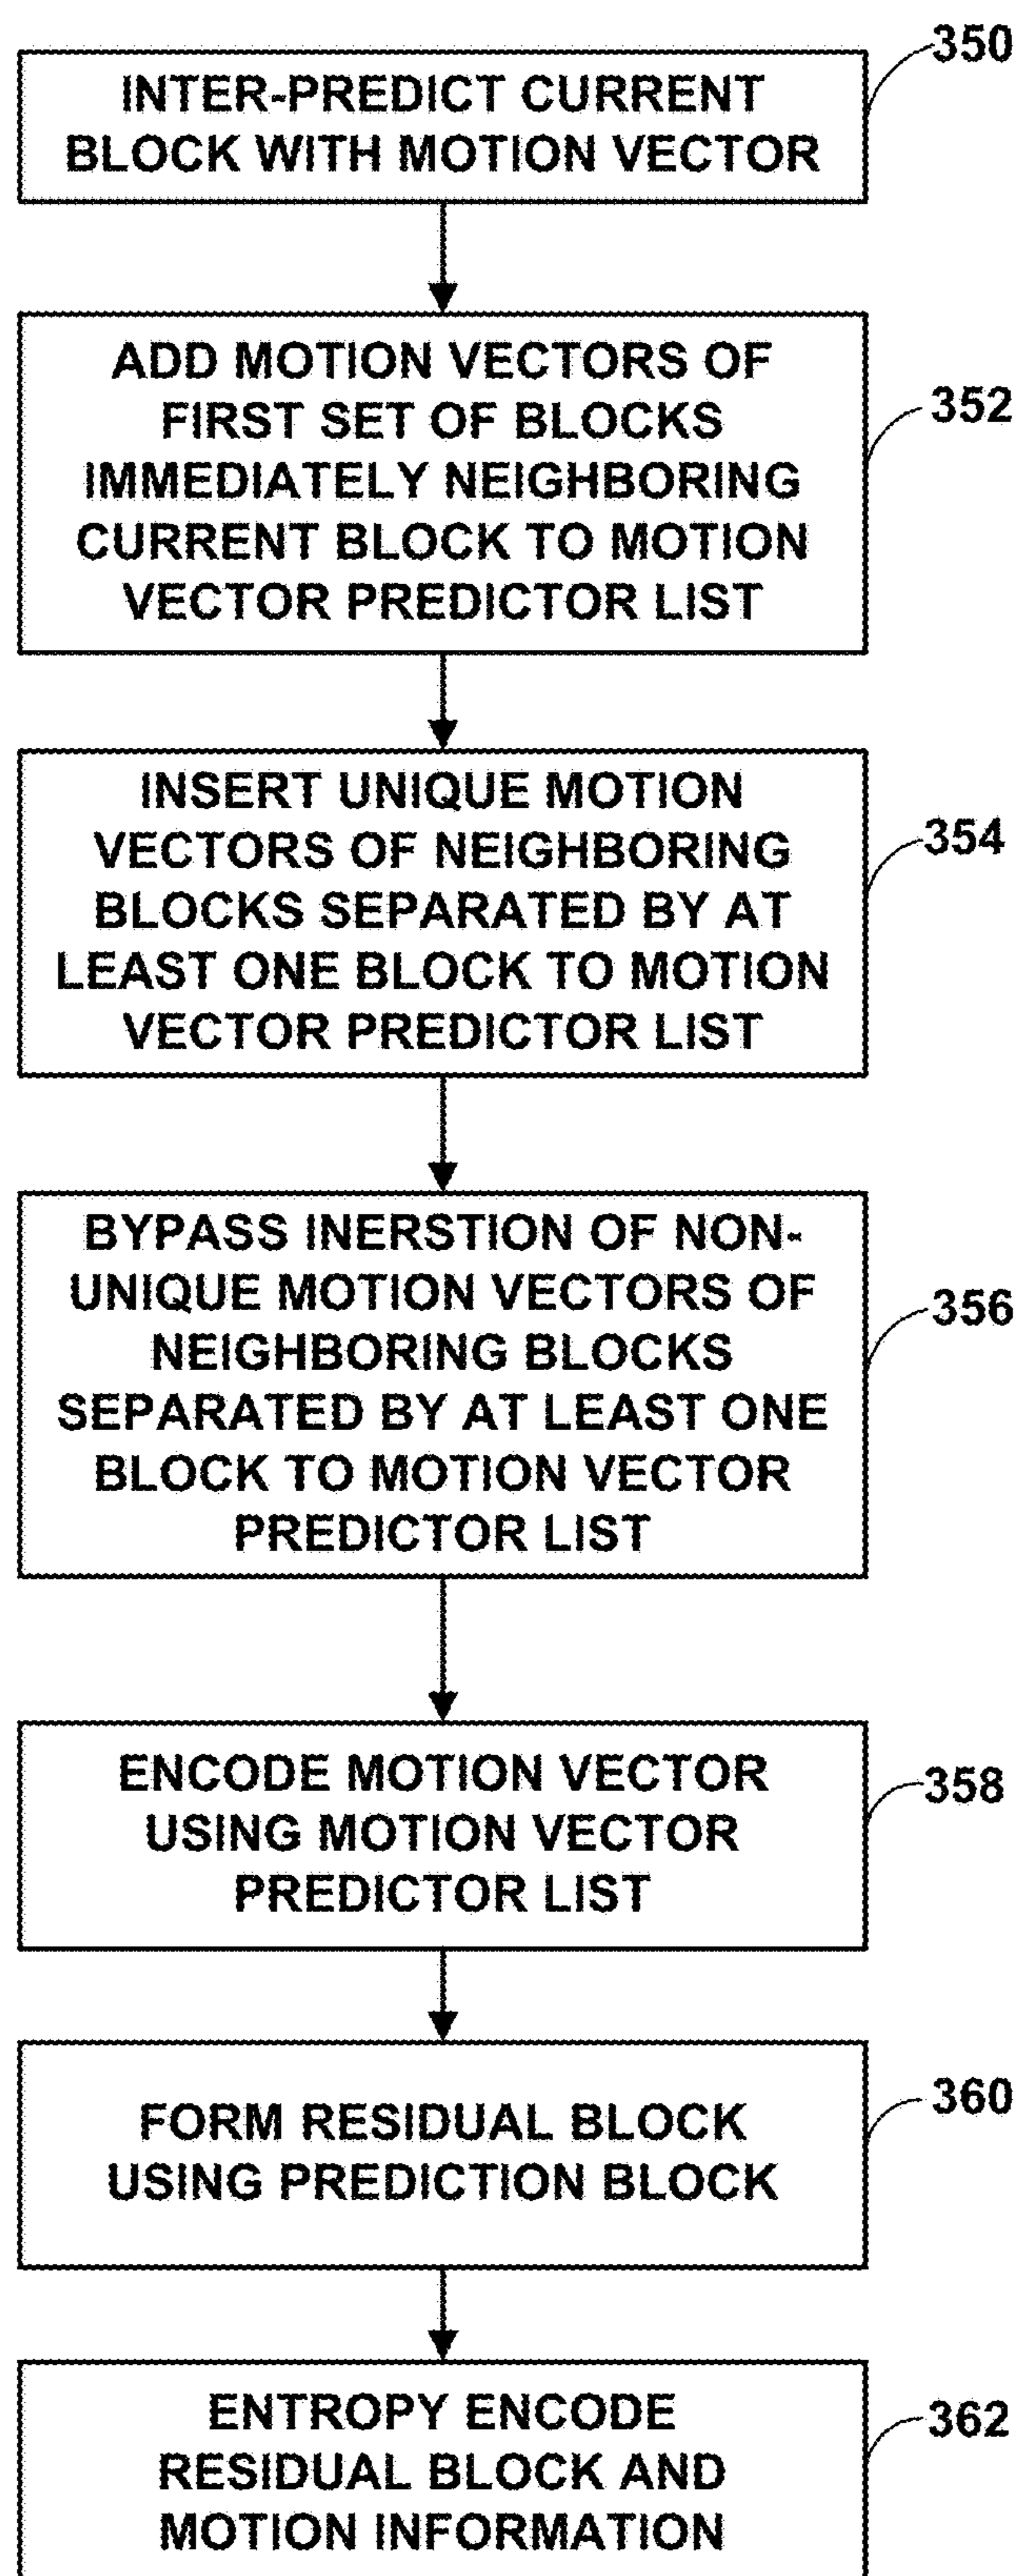 350
INTER-PREDICT CURRENT
BLOCK WITH MOTION VECTOR
352
ADD MOTION VECTORS OF
FIRST SET OF BLOCKS
IMMEDIATELY NEIGHBORING
CURRENT BLOCK TO MOTION
VECTOR PREDICTOR LIST
354
INSERT UNIQUE MOTION
VECTORS OF NEIGHBORING
BLOCKS SEPARATED BY AT
LEAST ONE BLOCK TO MOTION
VECTOR PREDICTOR LIST
356
BYPASS INERSTION OF NON-
UNIQUE MOTION VECTORS OF
NEIGHBORING BLOCKS
SEPARATED BY AT LEAST ONE
BLOCK TO MOTION VECTOR
PREDICTOR LIST
358
ENCODE MOTION VECTOR
USING MOTION VECTOR
PREDICTOR LIST
360
FORM RESIDUAL BLOCK
USING PREDICTION BLOCK
362
ENTROPY ENCODE
RESIDUAL BLOCK AND
MOTION INFORMATION